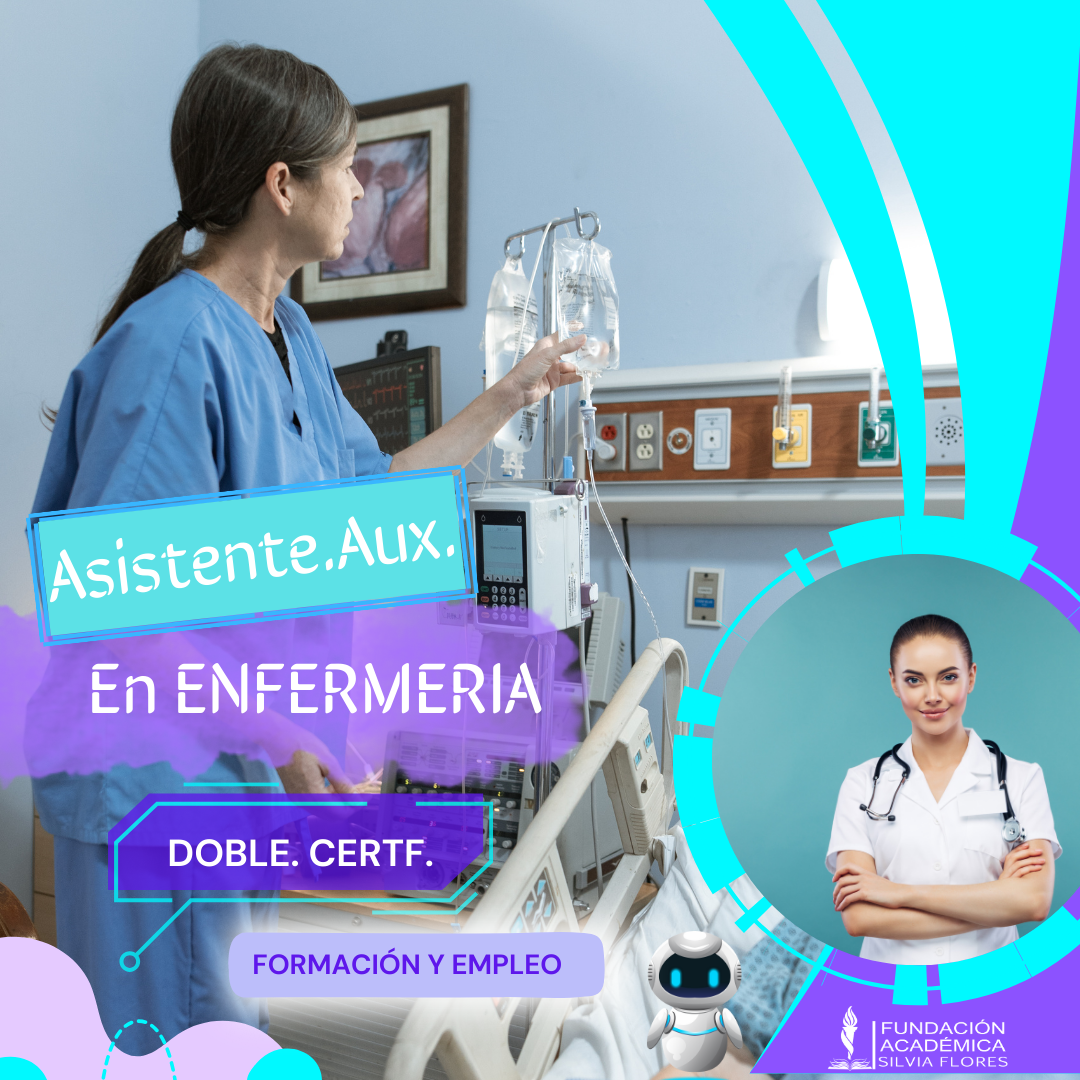 Asistente.Aux.
En ENFERMERIA
DOBLE. CERTF.
FORMACIÓN Y EMPLEO
FUNDACIÓN
ACADÉMICA
SILVIA FLORES